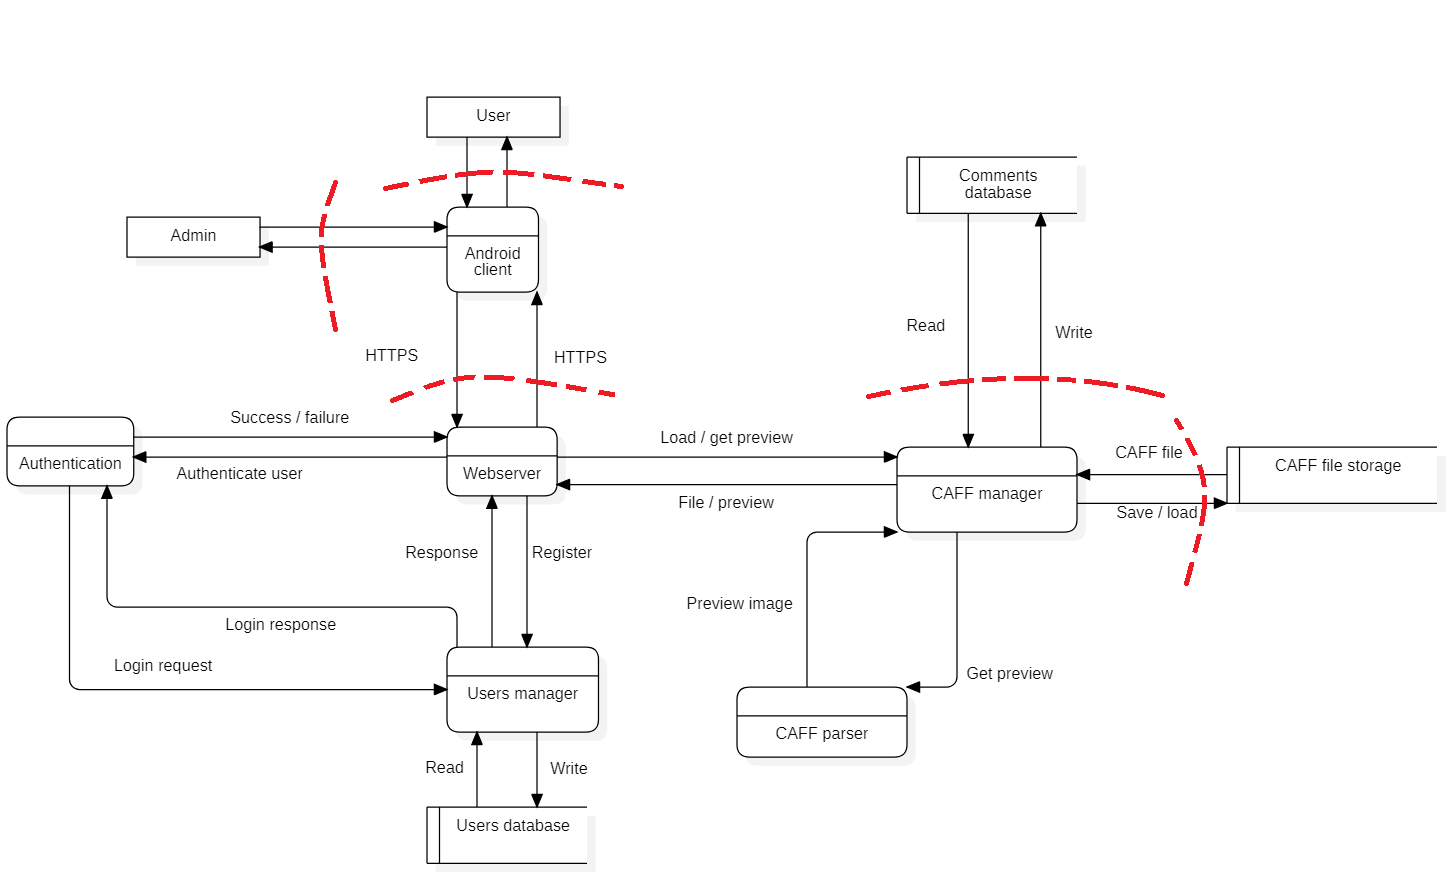 User
Comments
database
Admin
Android
client
Read
Write
HTTPS
HTTPS
Success / failure
Load / get preview
CAFF file
CAFF file storage
Authentication
Authenticate user
Webserver
CAFF manager
File / preview
Save / load
Response
Register
Preview image
Login response
Login request
Get preview
Users manager
CAFF parser
Read
Write
Users database